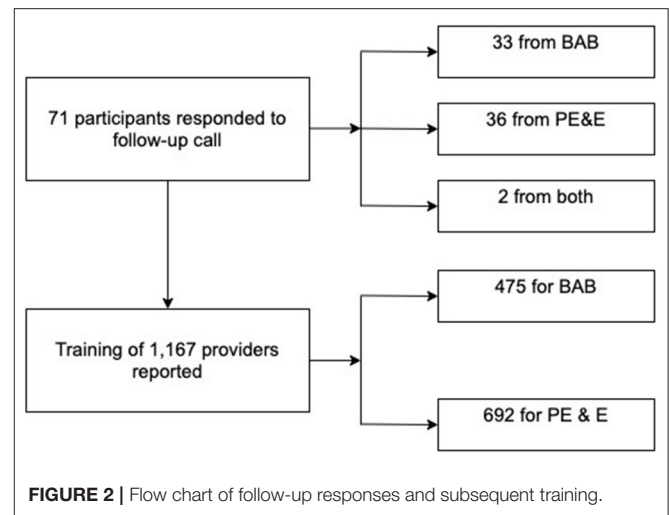 71 participants responded to
follow-up call
33 from BAB
36 from PE&E
2 from both
Training of 1,167 providers
reported
475 for BAB
692 for PE & E
FIGURE 2 | Flow chart of follow-up responses and subsequent training.